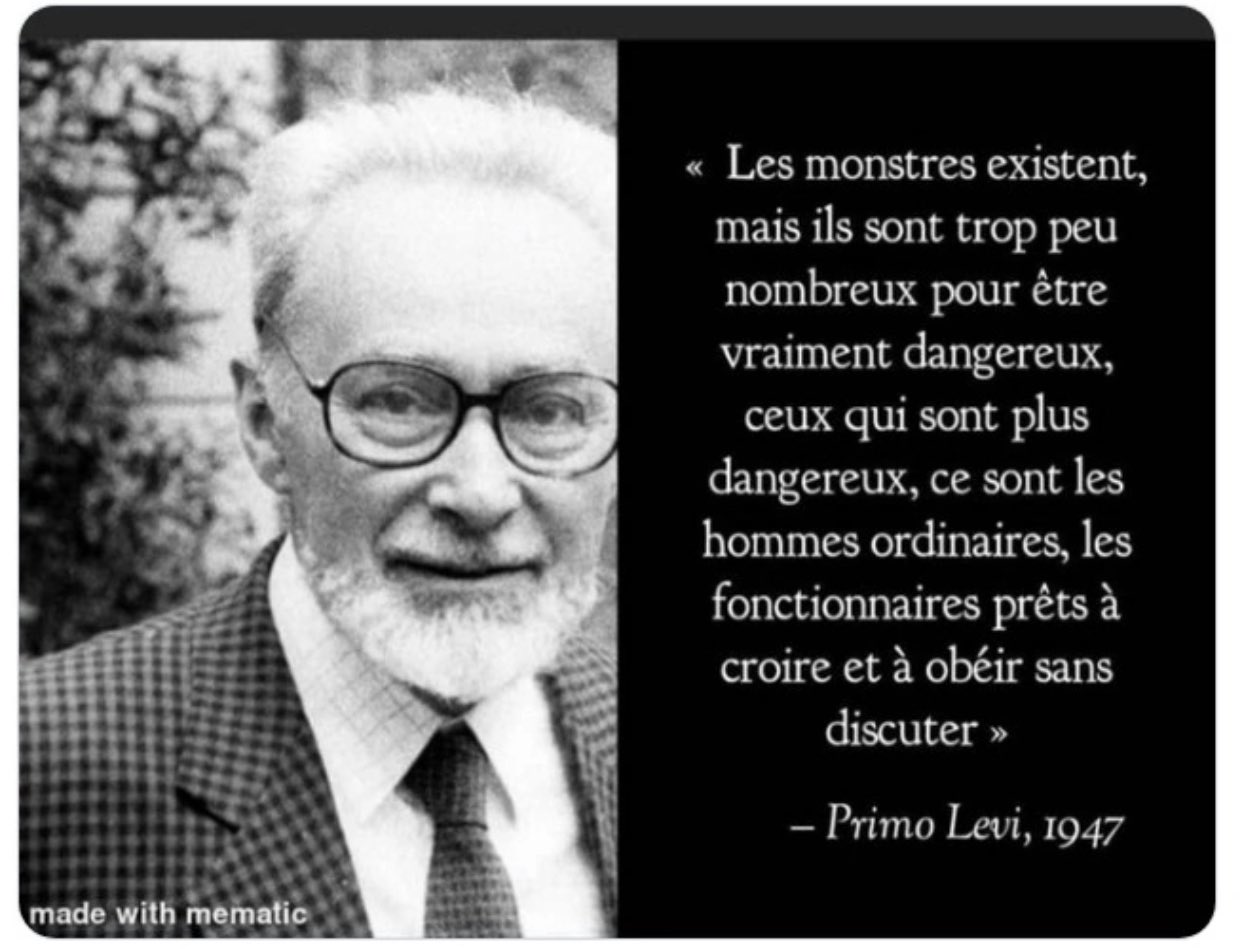 « Les monstres existent,
mais ils sont trop peu
nombreux pour être
vraiment dangereux,
ceux qui sont plus
dangereux, ce sont les
hommes ordinaires, les
fonctionnaires prêts à
croire et à obéir sans
discuter »
– Primo Levi, 1947
made with mematic